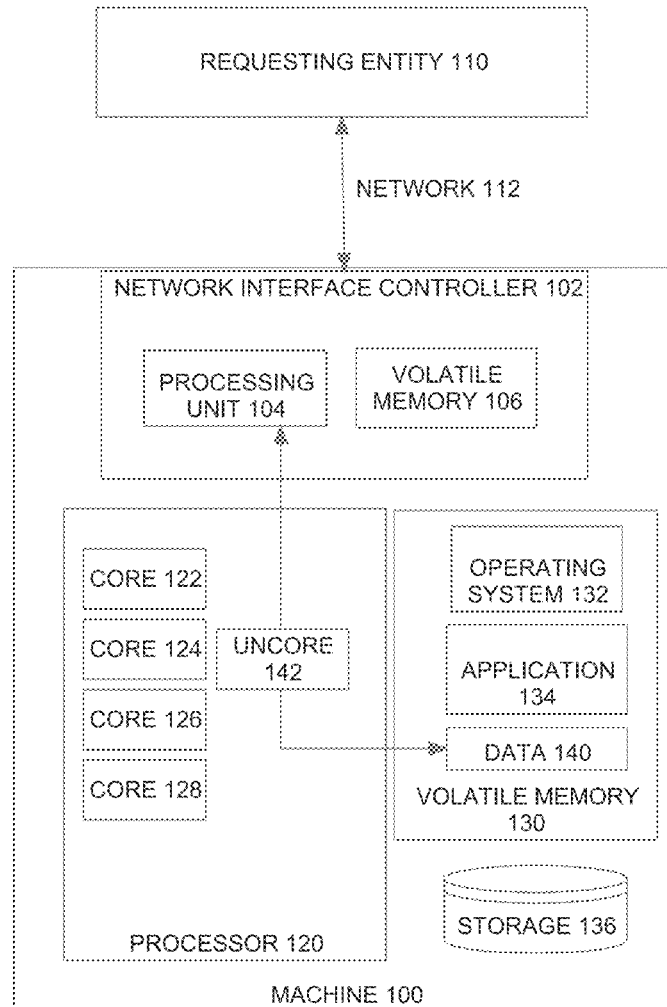 REQUESTING ENTITY 110
NETWORK 112
NETWORK INTERFACE CONTROLLER 102
PROCESSING
UNIT 104
VOLATILE
MEMORY 106
CORE 122
CORE 124
CORE 126
CORE 128
UNCORE
142
PROCESSOR 120
OPERATING
SYSTEM 132
APPLICATION
134
DATA 140
VOLATILE MEMORY
130
STORAGE 136
MACHINE 100